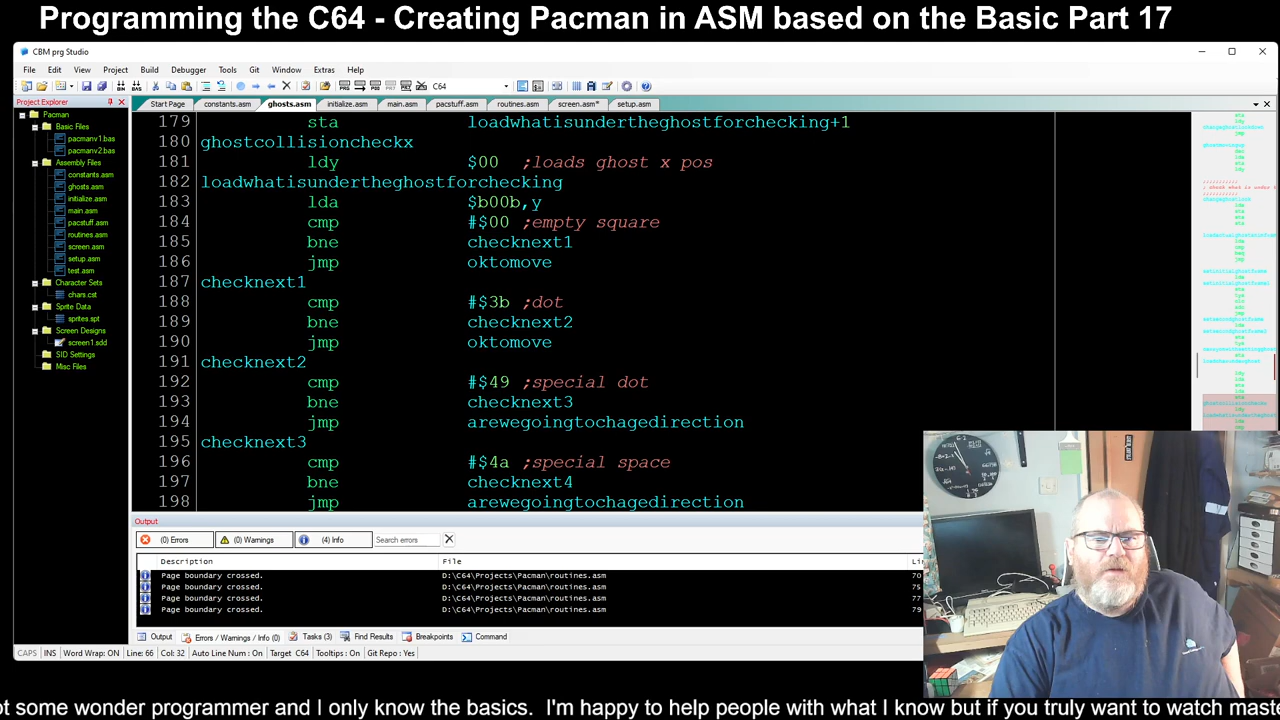 Programming the C64 - Creating Pacman in ASM based on the Basic Part 17
CBM prg Studio
File Edit View Project Build Debugger Tools Git Window Extras Help
C64
Project Explorer
Start Page constants.asm ghosts.asm initialize.asm main.asm pacstuff.asm routines.asm screen.asm* setup.asm
Pacman
Basic Files
pacmanv1.bas
pacmanv2.bas
Assembly Files
constants.asm
ghosts.asm
initialize.asm
main.asm
pacstuff.asm
routines.asm
screen.asm
setup.asm
test.asm
Character Sets
chars.cst
Sprite Data
sprites.spt
Screen Designs
screen1.sdd
SID Settings
Misc Files
179 sta loadwhatisundertheghostforchecking+1
180 ghostcollisioncheckx
181 ldy $00 ;loads ghost x pos
182 loadwhatisundertheghostforchecking
183 lda $b00b,y
184 cmp #$00 ;empty square
185 bne checknext1
186 jmp oktomove
187 checknext1
188 cmp #$3b ;dot
189 bne checknext2
190 jmp oktomove
191 checknext2
192 cmp #$49 ;special dot
193 bne checknext3
194 jmp arewegoingtochagedirection
195 checknext3
196 cmp #$4a ;special space
197 bne checknext4
198 jmp arewegoingtochagedirection
Output
(0) Errors (0) Warnings (4) Info Search errors
Description File
Page boundary crossed. D:\C64\Projects\Pacman\routines.asm 70
Page boundary crossed. D:\C64\Projects\Pacman\routines.asm 75
Page boundary crossed. D:\C64\Projects\Pacman\routines.asm 77
Page boundary crossed. D:\C64\Projects\Pacman\routines.asm 79
Output Errors / Warnings / Info (0) Tasks (3) Find Results Breakpoints Command
CAPS INS Word Wrap: ON Line: 66 Col: 32 Auto Line Num : On Target C64 Tooltips : On Git Repo : Yes
ot some wonder programmer and I only know the basics. I'm happy to help people with what I know but if you truly want to watch mast